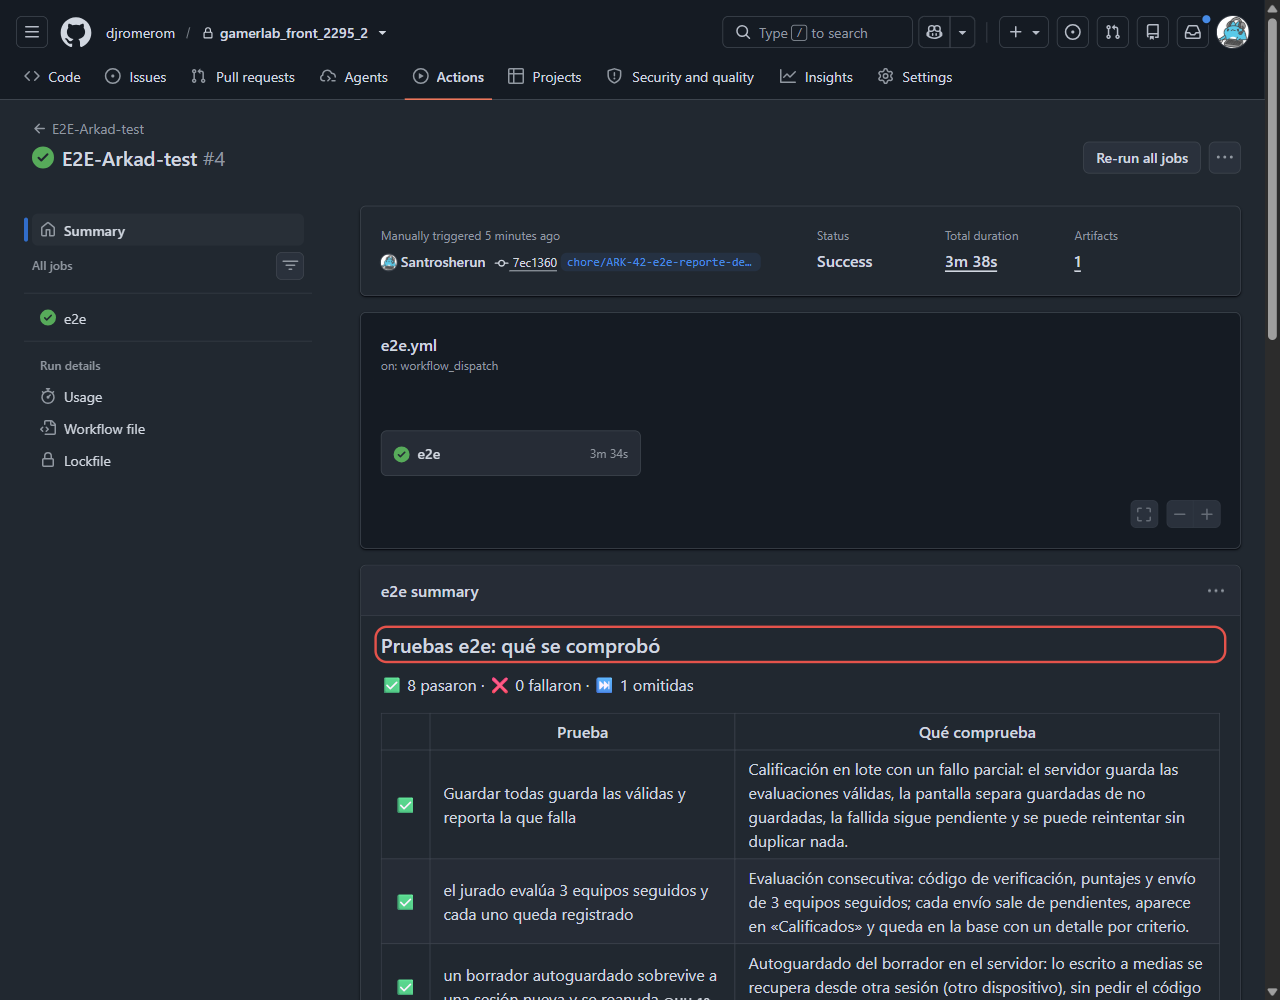 djromerom / gamerlab_front_2295_2
Type / to search
Code
Issues
Pull requests
Agents
Actions
Projects
Security and quality
Insights
Settings
E2E-Arkad-test
E2E-Arkad-test #4
Re-run all jobs
Summary
All jobs
e2e
Run details
Usage
Workflow file
Lockfile
Manually triggered 5 minutes ago
Santrosherun 7ec1360 chore/ARK-42-e2e-reporte-de…
Status
Success
Total duration
3m 38s
Artifacts
1
e2e.yml
on: workflow_dispatch
e2e 3m 34s
e2e summary
Pruebas e2e: qué se comprobó
✅ 8 pasaron · ❌ 0 fallaron · ⏭️ 1 omitidas
Prueba
Qué comprueba
Guardar todas guarda las válidas y
reporta la que falla
Calificación en lote con un fallo parcial: el servidor guarda las
evaluaciones válidas, la pantalla separa guardadas de no
guardadas, la fallida sigue pendiente y se puede reintentar sin
duplicar nada.
el jurado evalúa 3 equipos seguidos y
cada uno queda registrado
Evaluación consecutiva: código de verificación, puntajes y envío
de 3 equipos seguidos; cada envío sale de pendientes, aparece
en «Calificados» y queda en la base con un detalle por criterio.
un borrador autoguardado sobrevive a
una sesión nueva y se reanuda
Autoguardado del borrador en el servidor: lo escrito a medias se
recupera desde otra sesión (otro dispositivo), sin pedir el código